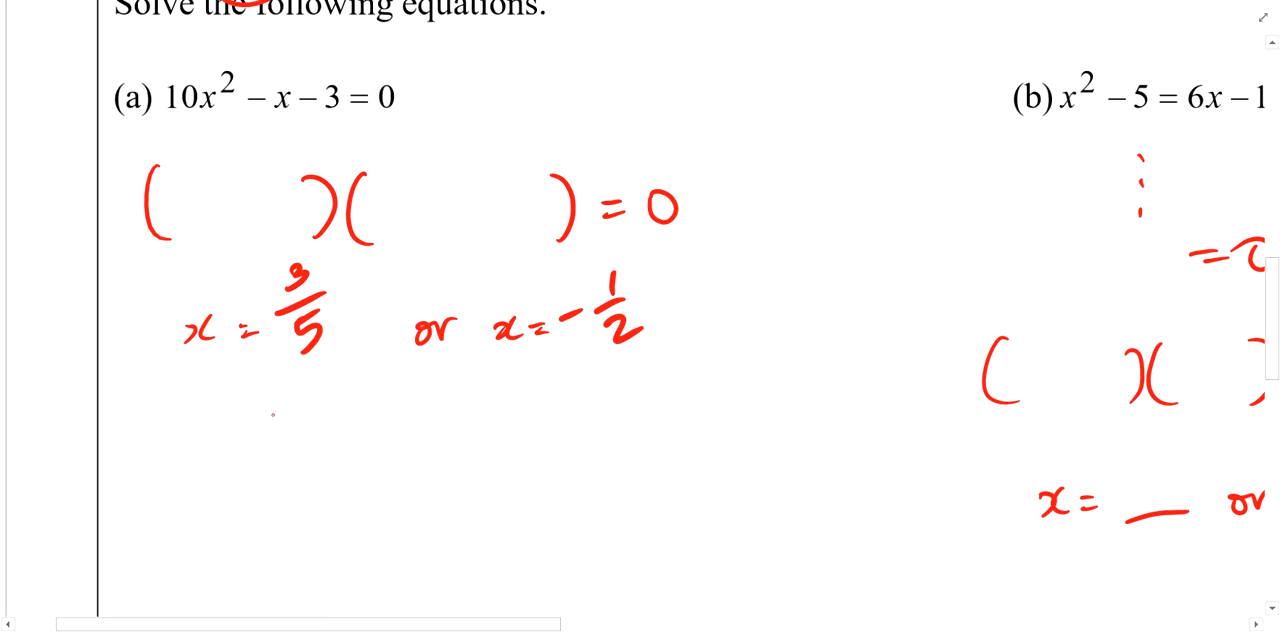 Solve the following equations.
(a) 10x² − x − 3 = 0
( )( ) = 0
x = 3/5 or x = − 1/2
(b) x² − 5 = 6x − 1
⋮
=
( )( )
x = __ or